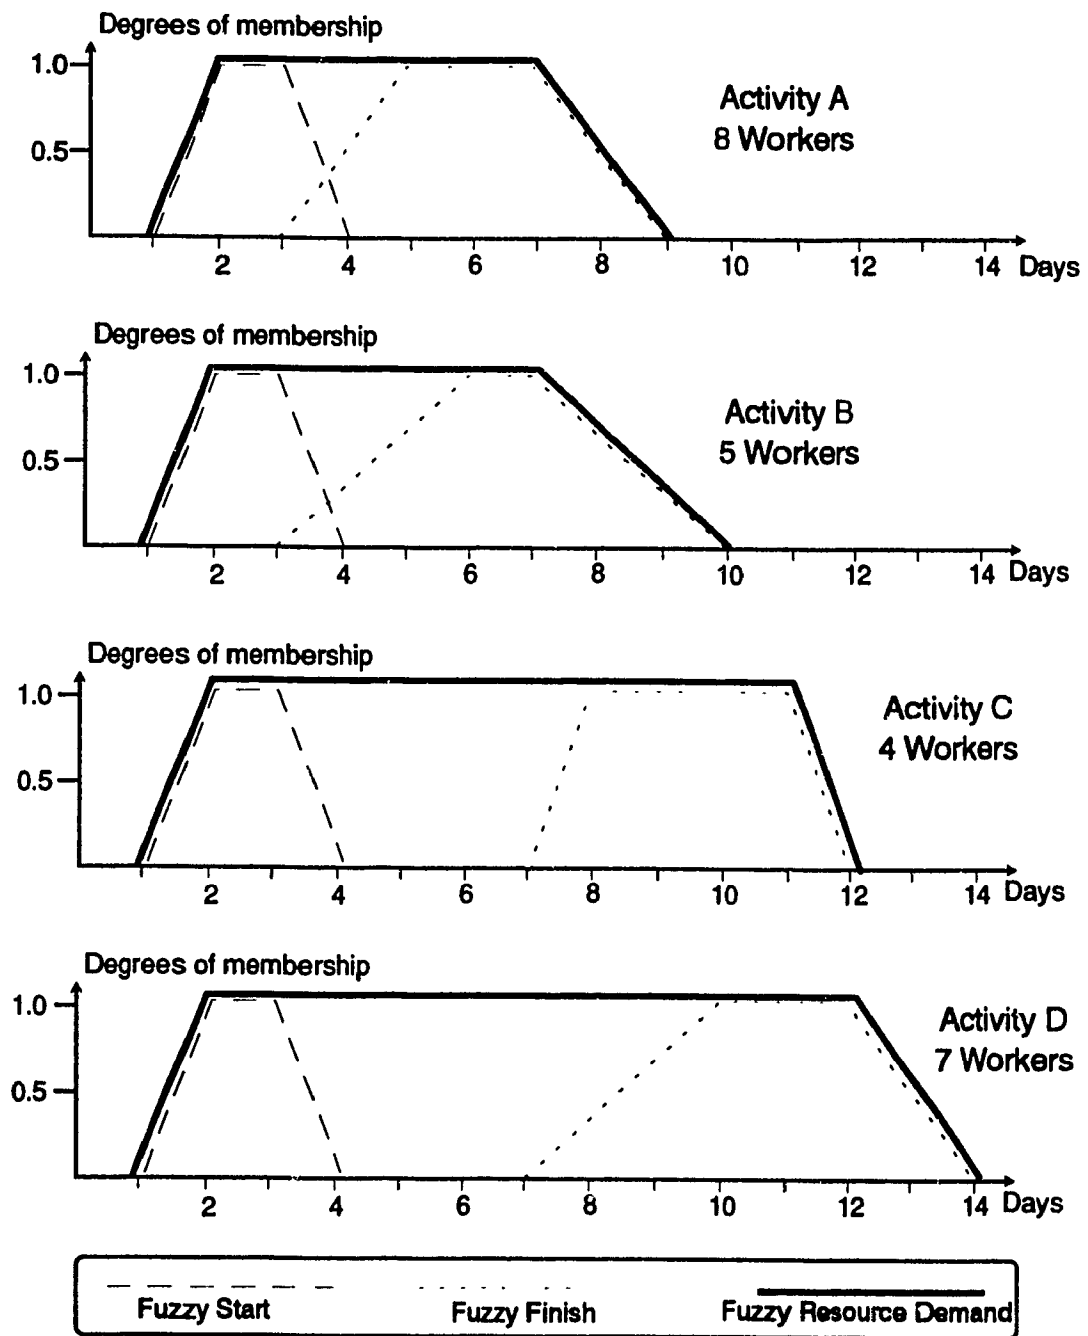 Degrees of membership
1.0
0.5
Activity A
8 Workers
2 4 6 8 10 12 14 Days
Degrees of membership
1.0
0.5
Activity B
5 Workers
2 4 6 8 10 12 14 Days
Degrees of membership
1.0
0.5
Activity C
4 Workers
2 4 6 8 10 12 14 Days
Degrees of membership
1.0
0.5
Activity D
7 Workers
2 4 6 8 10 12 14 Days
Fuzzy Start Fuzzy Finish Fuzzy Resource Demand